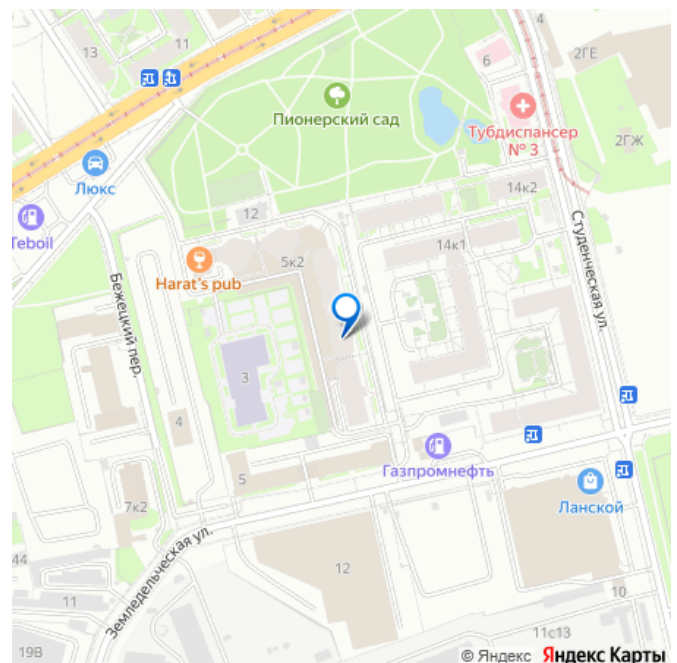 4
11
13
6
2ГЕ
Пионерский сад
Тубдиспансер
№ 3
2ГЖ
Люкс
14к2
12
Teboil
14к1
Студенческая ул.
5к2
Harat's pub
Бежецкий пер.
3
4
Газпромнефть
5
Ланской
7к2
Земледельческая ул.
44
12
11
10
11с13
19В
© Яндекс Яндекс Карты